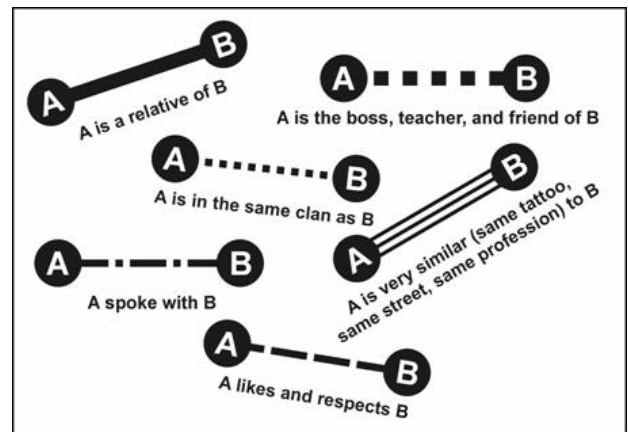 A B
A is a relative of B
A B
A is the boss, teacher, and friend of B
A B
A is in the same clan as B
A B
A is very similar (same tattoo,
same street, same profession) to B
A B
A spoke with B
A B
A likes and respects B